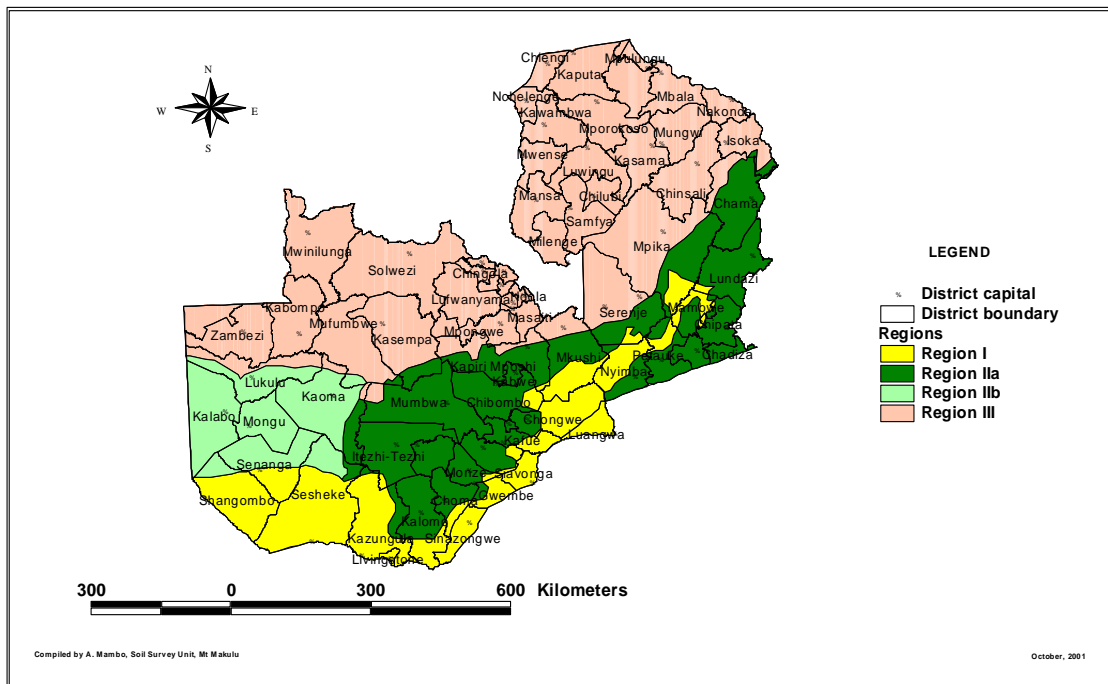 N
W E
S
Chiengi
Mpulungu
Kaputa
Mbala
Nchelenge
Kawambwa
Nakonde
Mporokoso
Mungwi
Isoka
Mwense
Kasama
Luwingu
Mansa
Chilubi
Chinsali
Chama
Samfya
Milenge
Mpika
Mwinilunga
Solwezi
Chingola
Lundazi
Kabompo
Lufwanyama
Ndala
Mambwe
Zambezi
Mufumbwe
Masaiti
Serenje
Chipata
Kasempa
Mpongwe
Mkushi
Petauke
Chadiza
Kapiri Mposhi
Nyimba
Lukulu
Kabwe
Kaoma
Mumbwa
Chibombo
Kalabo
Mongu
Chongwe
Luangwa
Kafue
Senanga
Itezhi-Tezhi
Monze
Siavonga
Shangombo
Sesheke
Choma
Gwembe
Kalomo
Kazungula
Sinazongwe
Livingstone
LEGEND
% District capital
District boundary
Regions
Region I
Region IIa
Region IIb
Region III
300 0 300 600 Kilometers
Compiled by A. Mambo, Soil Survey Unit, Mt Makulu
October, 2001